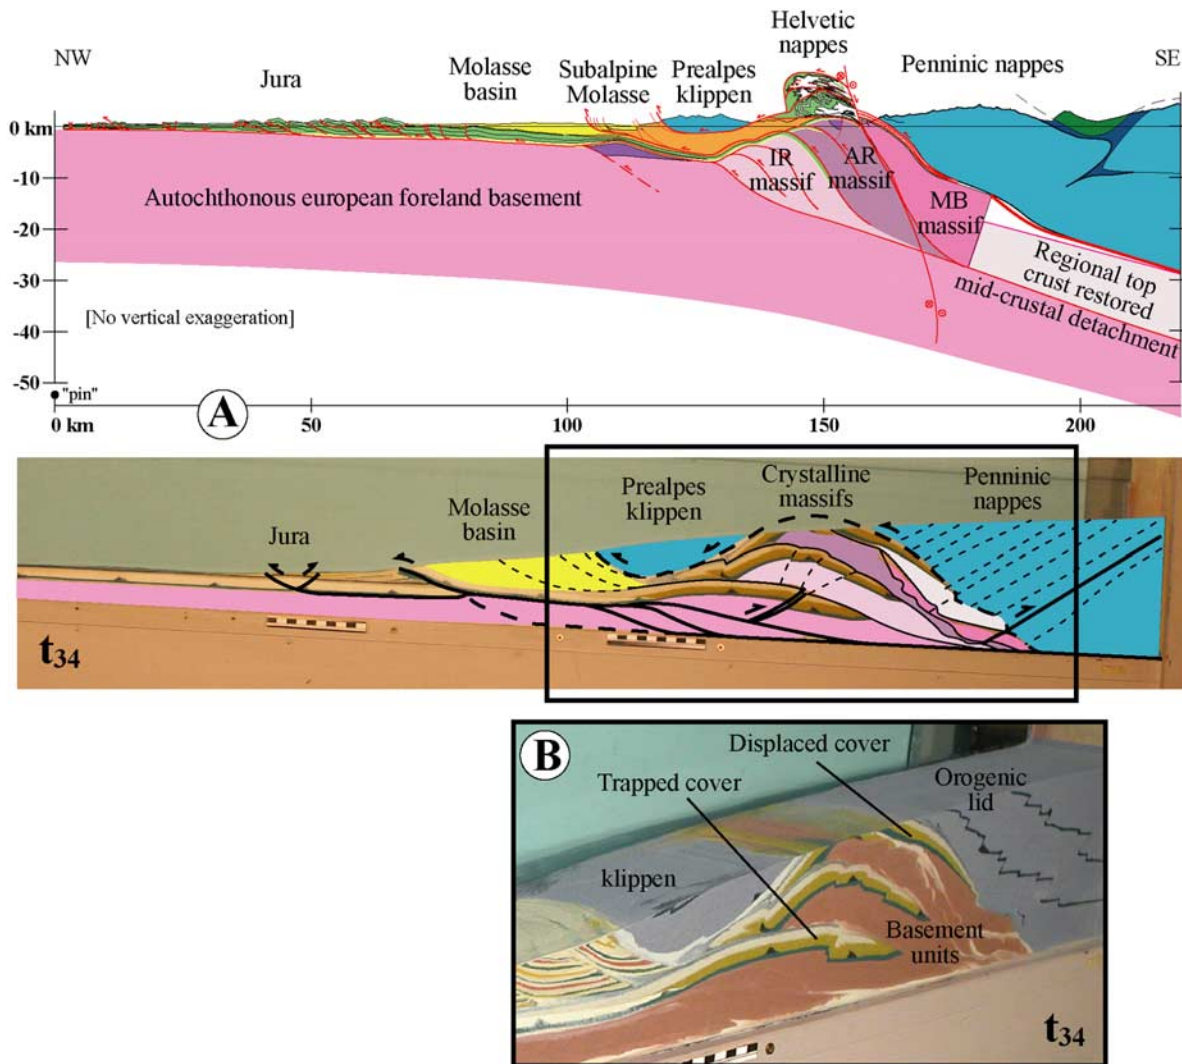 NW
Jura
Molasse
basin
Subalpine
Molasse
Prealpes
klippen
Helvetic
nappes
Penninic nappes
SE
0 km
-10
-20
-30
-40
-50
Autochthonous european foreland basement
IR
massif
AR
massif
MB
massif
Regional top
crust restored
mid-crustal detachment
[No vertical exaggeration]
"pin"
A
0 km
50
100
150
200
Jura
Molasse
basin
Prealpes
klippen
Crystalline
massifs
Penninic
nappes
t34
B
Displaced cover
Trapped cover
Orogenic
lid
klippen
Basement
units
t34